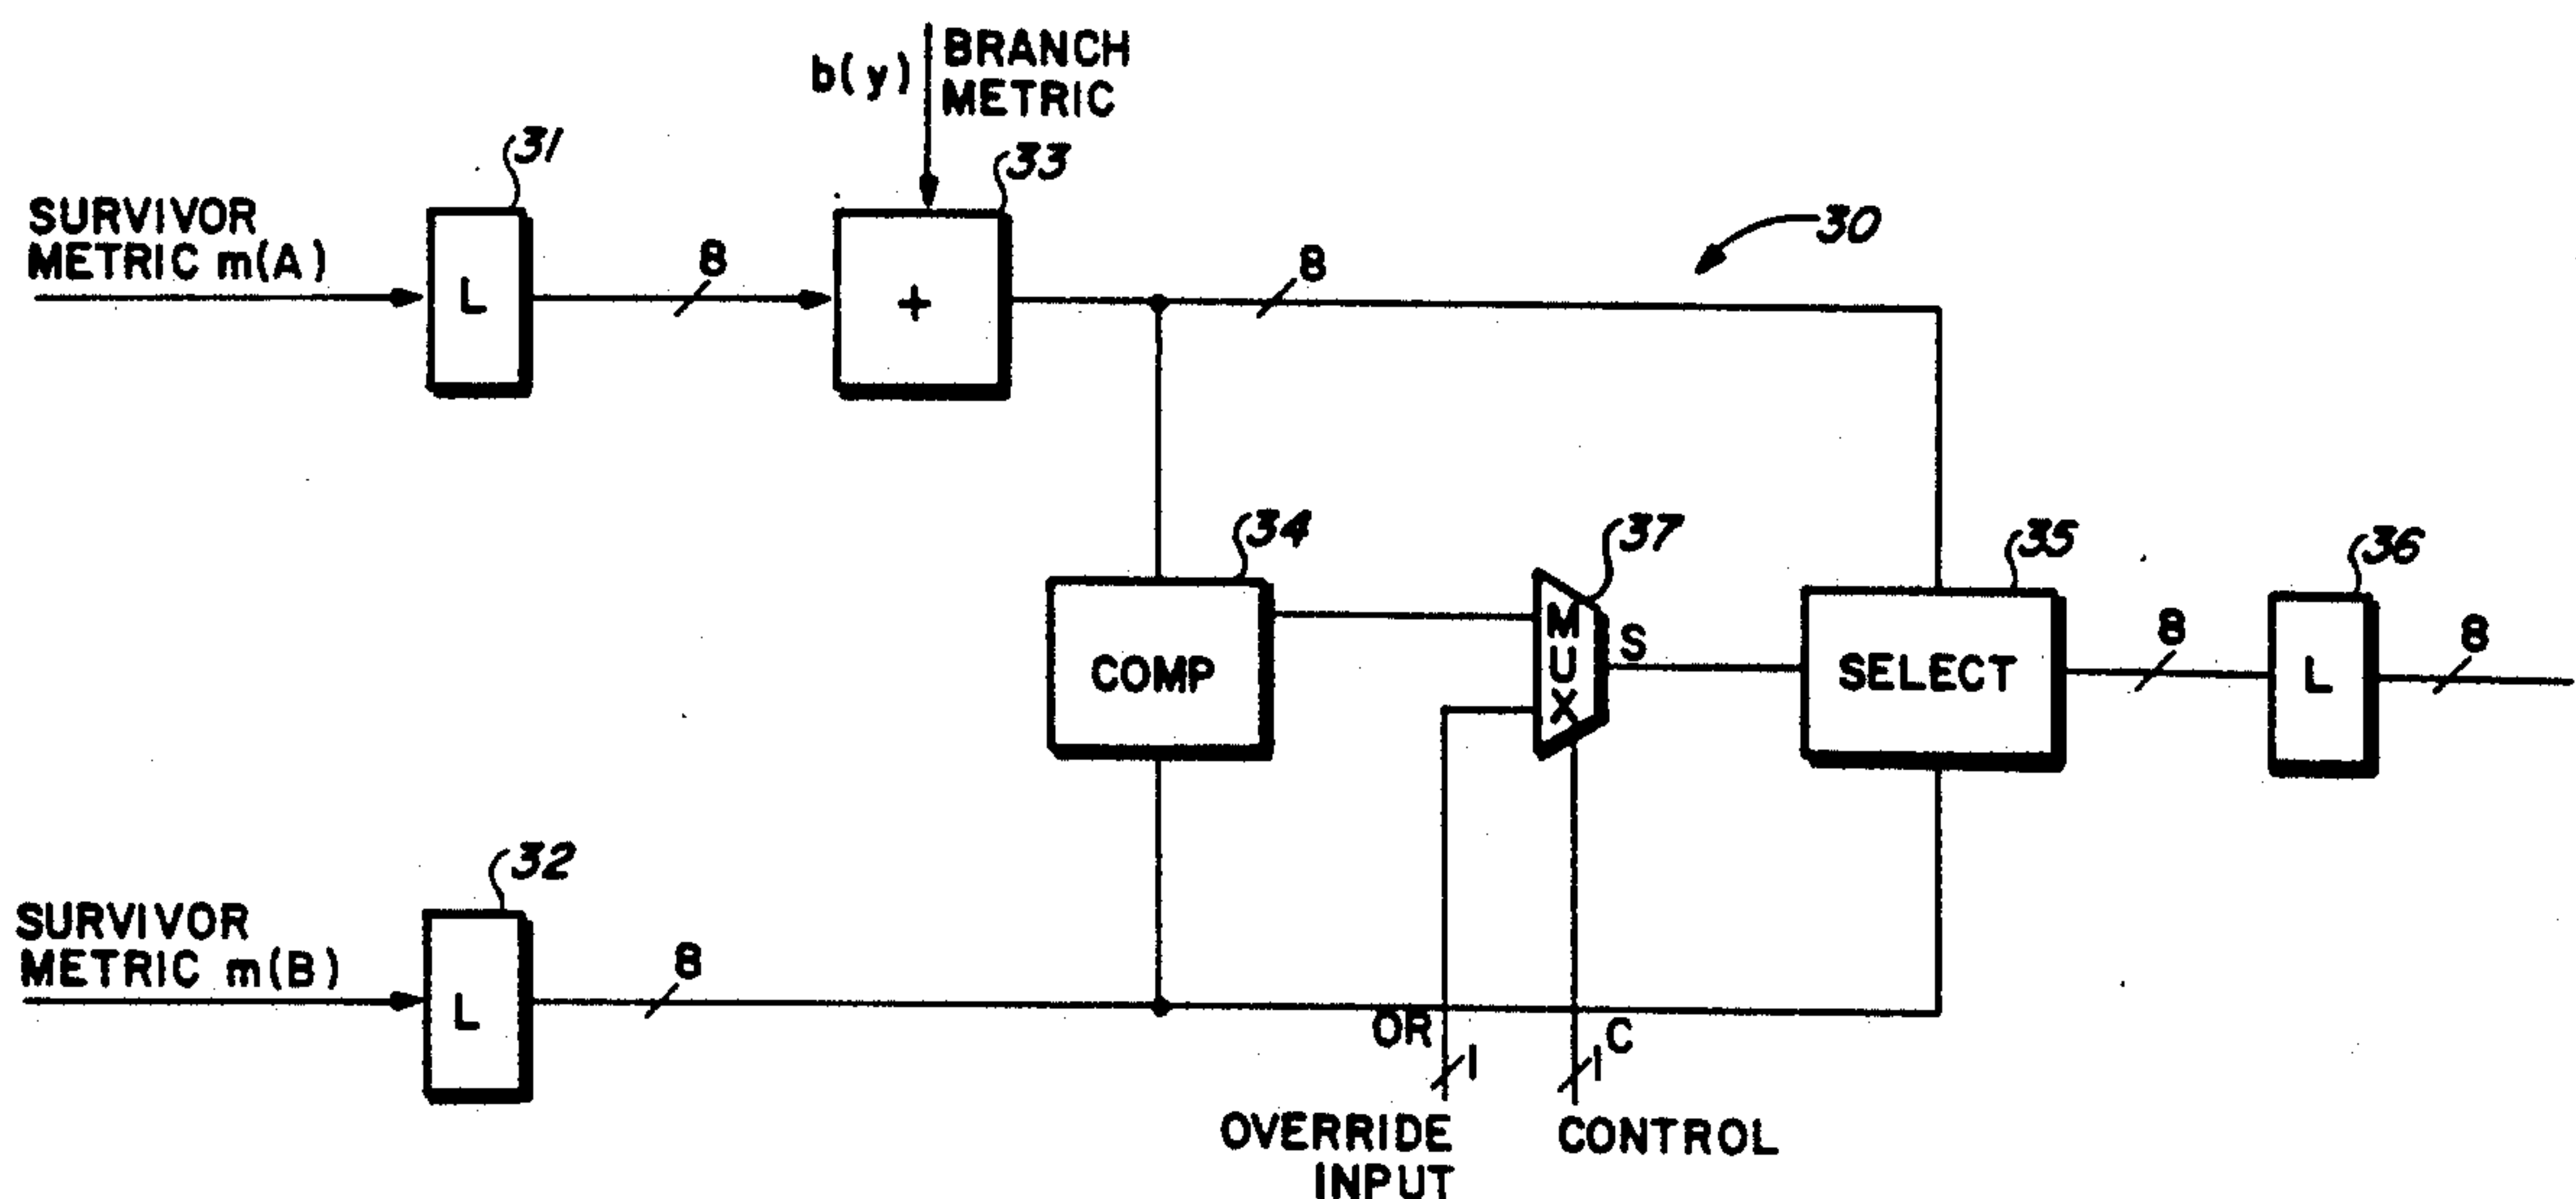 b(y)
BRANCH
METRIC
31
33
SURVIVOR
METRIC m(A)
8
8
30
L
+
34
37
35
36
COMP
MUX
S
SELECT
8
L
8
32
SURVIVOR
METRIC m(B)
8
L
OR
1
1
C
OVERRIDE
INPUT
CONTROL